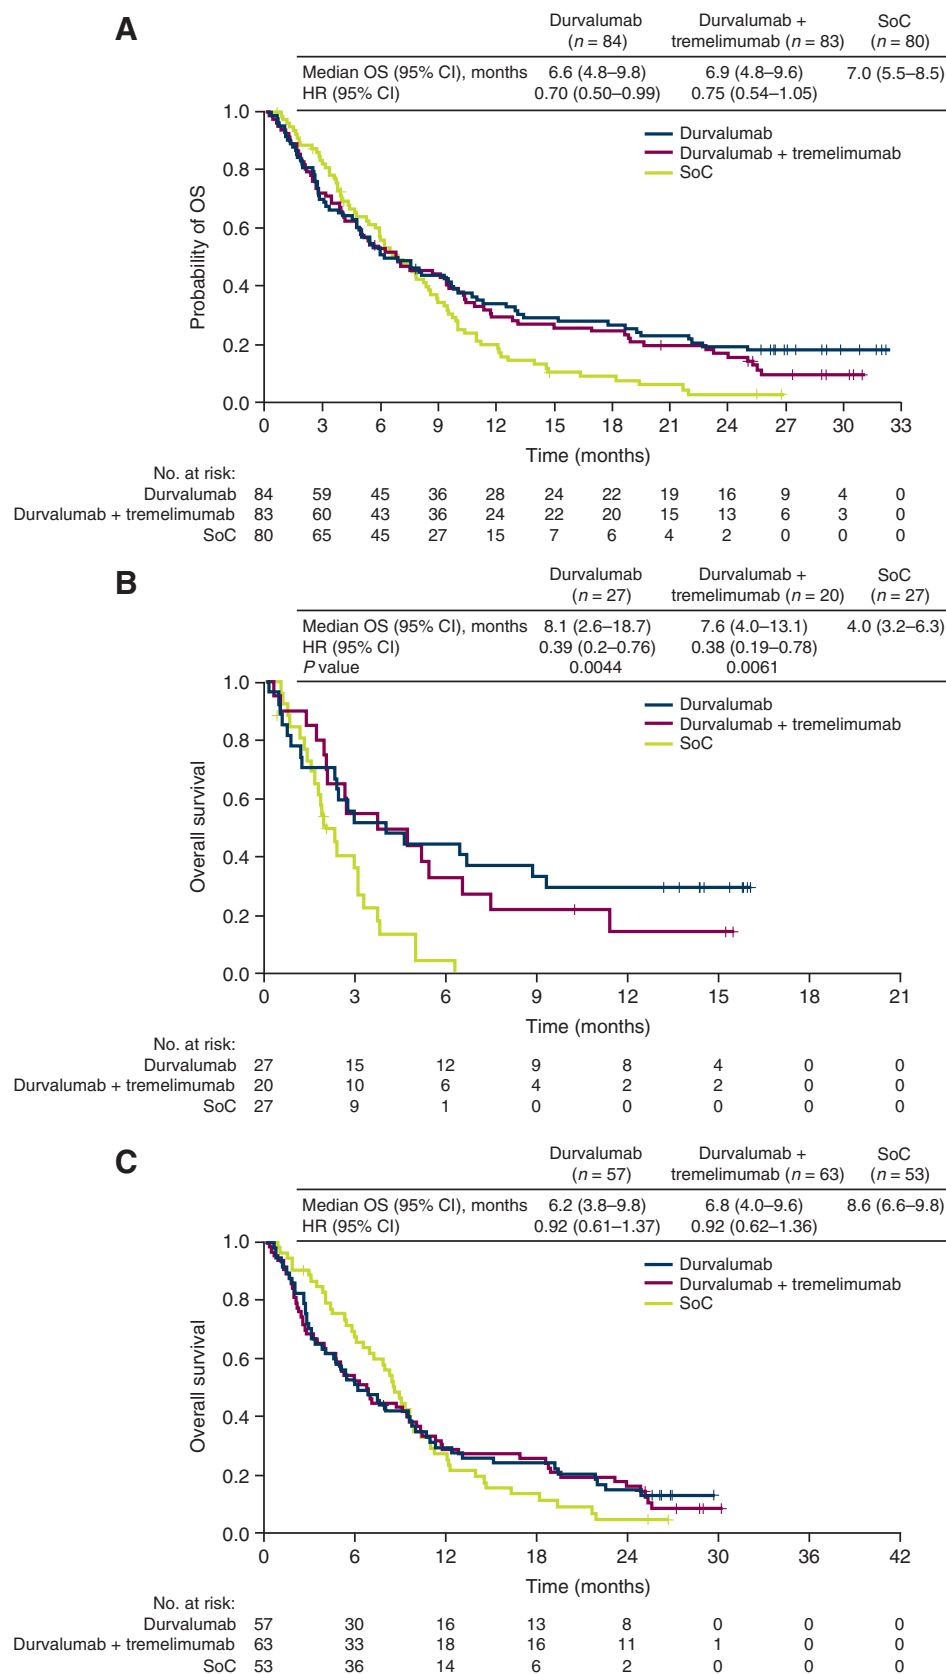 A
Durvalumab Durvalumab + SoC
(n = 84) tremelimumab (n = 83) (n = 80)
Median OS (95% CI), months 6.6 (4.8–9.8) 6.9 (4.8–9.6) 7.0 (5.5–8.5)
HR (95% CI) 0.70 (0.50–0.99) 0.75 (0.54–1.05)
Durvalumab
Durvalumab + tremelimumab
SoC
Probability of OS
1.0
0.8
0.6
0.4
0.2
0.0
0 3 6 9 12 15 18 21 24 27 30 33
Time (months)
No. at risk:
Durvalumab 84 59 45 36 28 24 22 19 16 9 4 0
Durvalumab + tremelimumab 83 60 43 36 24 22 20 15 13 6 3 0
SoC 80 65 45 27 15 7 6 4 2 0 0 0
B
Durvalumab Durvalumab + SoC
(n = 27) tremelimumab (n = 20) (n = 27)
Median OS (95% CI), months 8.1 (2.6–18.7) 7.6 (4.0–13.1) 4.0 (3.2–6.3)
HR (95% CI) 0.39 (0.2–0.76) 0.38 (0.19–0.78)
P value 0.0044 0.0061
Durvalumab
Durvalumab + tremelimumab
SoC
Overall survival
1.0
0.8
0.6
0.4
0.2
0.0
0 3 6 9 12 15 18 21
Time (months)
No. at risk:
Durvalumab 27 15 12 9 8 4 0 0
Durvalumab + tremelimumab 20 10 6 4 2 2 0 0
SoC 27 9 1 0 0 0 0 0
C
Durvalumab Durvalumab + SoC
(n = 57) tremelimumab (n = 63) (n = 53)
Median OS (95% CI), months 6.2 (3.8–9.8) 6.8 (4.0–9.6) 8.6 (6.6–9.8)
HR (95% CI) 0.92 (0.61–1.37) 0.92 (0.62–1.36)
Durvalumab
Durvalumab + tremelimumab
SoC
Overall survival
1.0
0.8
0.6
0.4
0.2
0.0
0 6 12 18 24 30 36 42
Time (months)
No. at risk:
Durvalumab 57 30 16 13 8 0 0 0
Durvalumab + tremelimumab 63 33 18 16 11 1 0 0
SoC 53 36 14 6 2 0 0 0